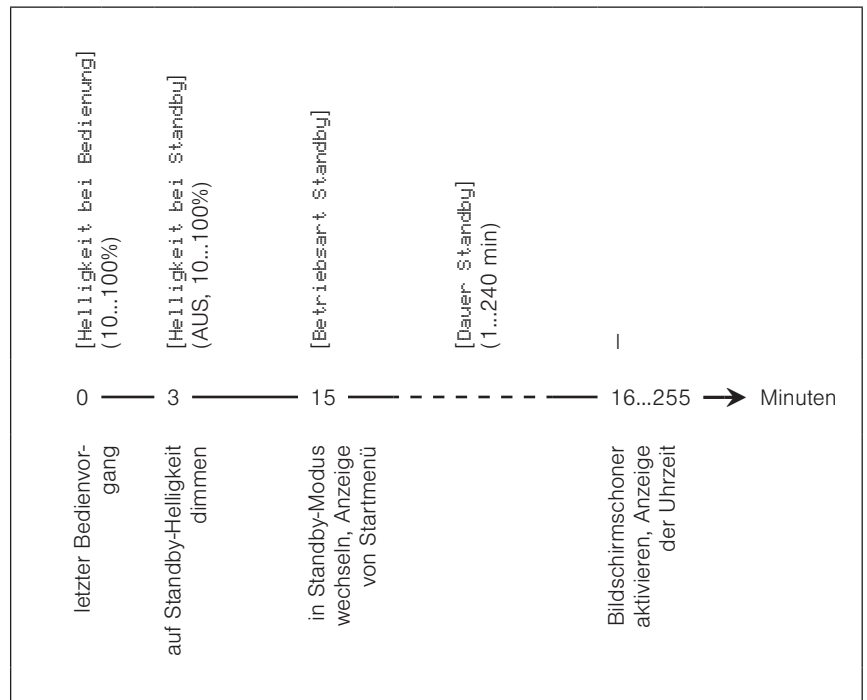 [Helligkeit bei Bedienung]
(10...100%)
[Helligkeit bei Standby]
(AUS, 10...100%)
[Betriebsart Standby]
[Dauer Standby]
(1...240 min)
–
0
3
15
16...255
Minuten
letzter Bedienvor-
gang
auf Standby-Helligkeit
dimmen
in Standby-Modus
wechseln, Anzeige
von Startmenü
Bildschirmschoner
aktivieren, Anzeige
der Uhrzeit